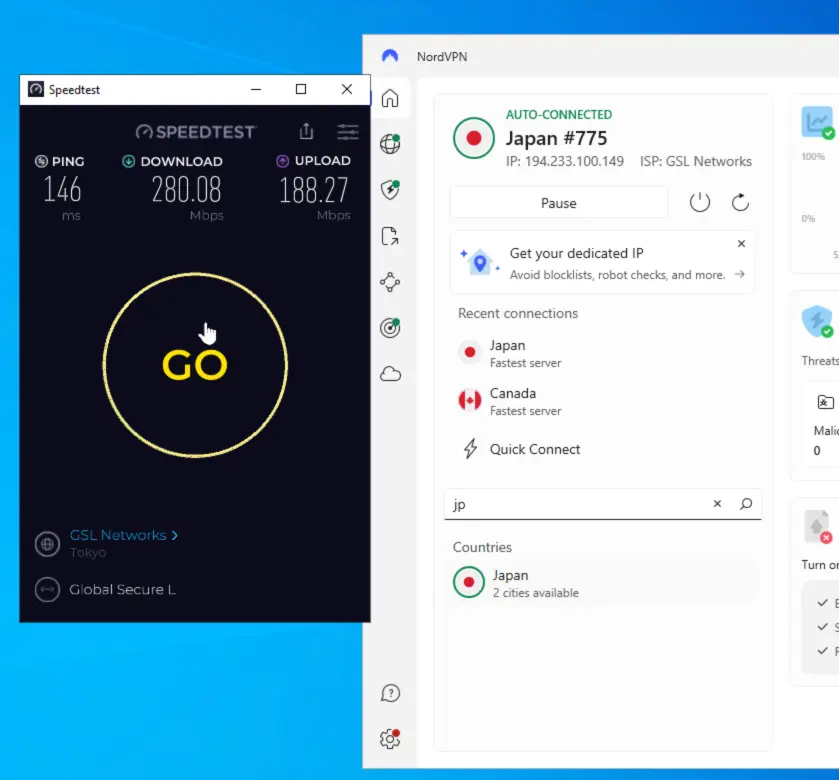 Speedtest
SPEEDTEST
PING DOWNLOAD UPLOAD
146 280.08 188.27
ms Mbps Mbps
GO
GSL Networks
Tokyo
Global Secure L
NordVPN
AUTO-CONNECTED
Japan #775
IP: 194.233.100.149 ISP: GSL Networks
Pause
Get your dedicated IP
Avoid blocklists, robot checks, and more.
Recent connections
Japan
Fastest server
Canada
Fastest server
Quick Connect
jp
Countries
Japan
2 cities available
100%
0%
5
Threats
Malic
0
Turn o